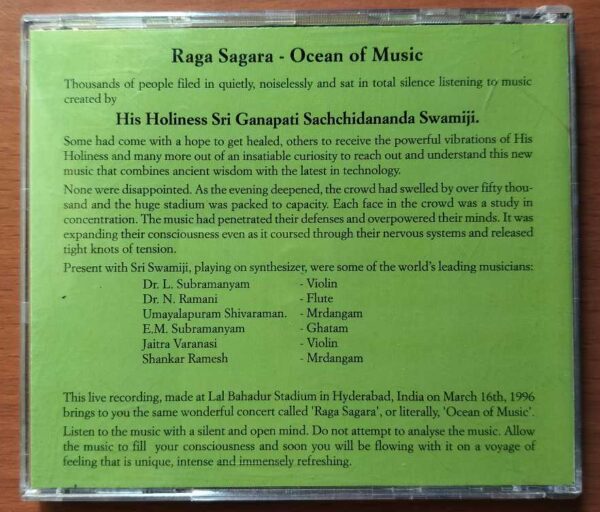 Raga Sagara - Ocean of Music
Thousands of people filed in quietly, noiselessly and sat in total silence listening to music
created by
His Holiness Sri Ganapati Sachchidananda Swamiji.
Some had come with a hope to get healed, others to receive the powerful vibrations of His
Holiness and many more out of an insatiable curiosity to reach out and understand this new
music that combines ancient wisdom with the latest in technology.
None were disappointed. As the evening deepened, the crowd had swelled by over fifty thou-
sand and the huge stadium was packed to capacity. Each face in the crowd was a study in
concentration. The music had penetrated their defenses and overpowered their minds. It was
expanding their consciousness even as it coursed through their nervous systems and released
tight knots of tension.
Present with Sri Swamiji, playing on synthesizer, were some of the world's leading musicians:
Dr. L. Subramanyam - Violin
Dr. N. Ramani - Flute
Umayalapuram Shivaraman. - Mrdangam
E.M. Subramanyam - Ghatam
Jaitra Varanasi - Violin
Shankar Ramesh - Mrdangam
This live recording, made at Lal Bahadur Stadium in Hyderabad, India on March 16th, 1996
brings to you the same wonderful concert called 'Raga Sagara', or literally, 'Ocean of Music'.
Listen to the music with a silent and open mind. Do not attempt to analyse the music. Allow
the music to fill your consciousness and soon you will be flowing with it on a voyage of
feeling that is unique, intense and immensely refreshing.